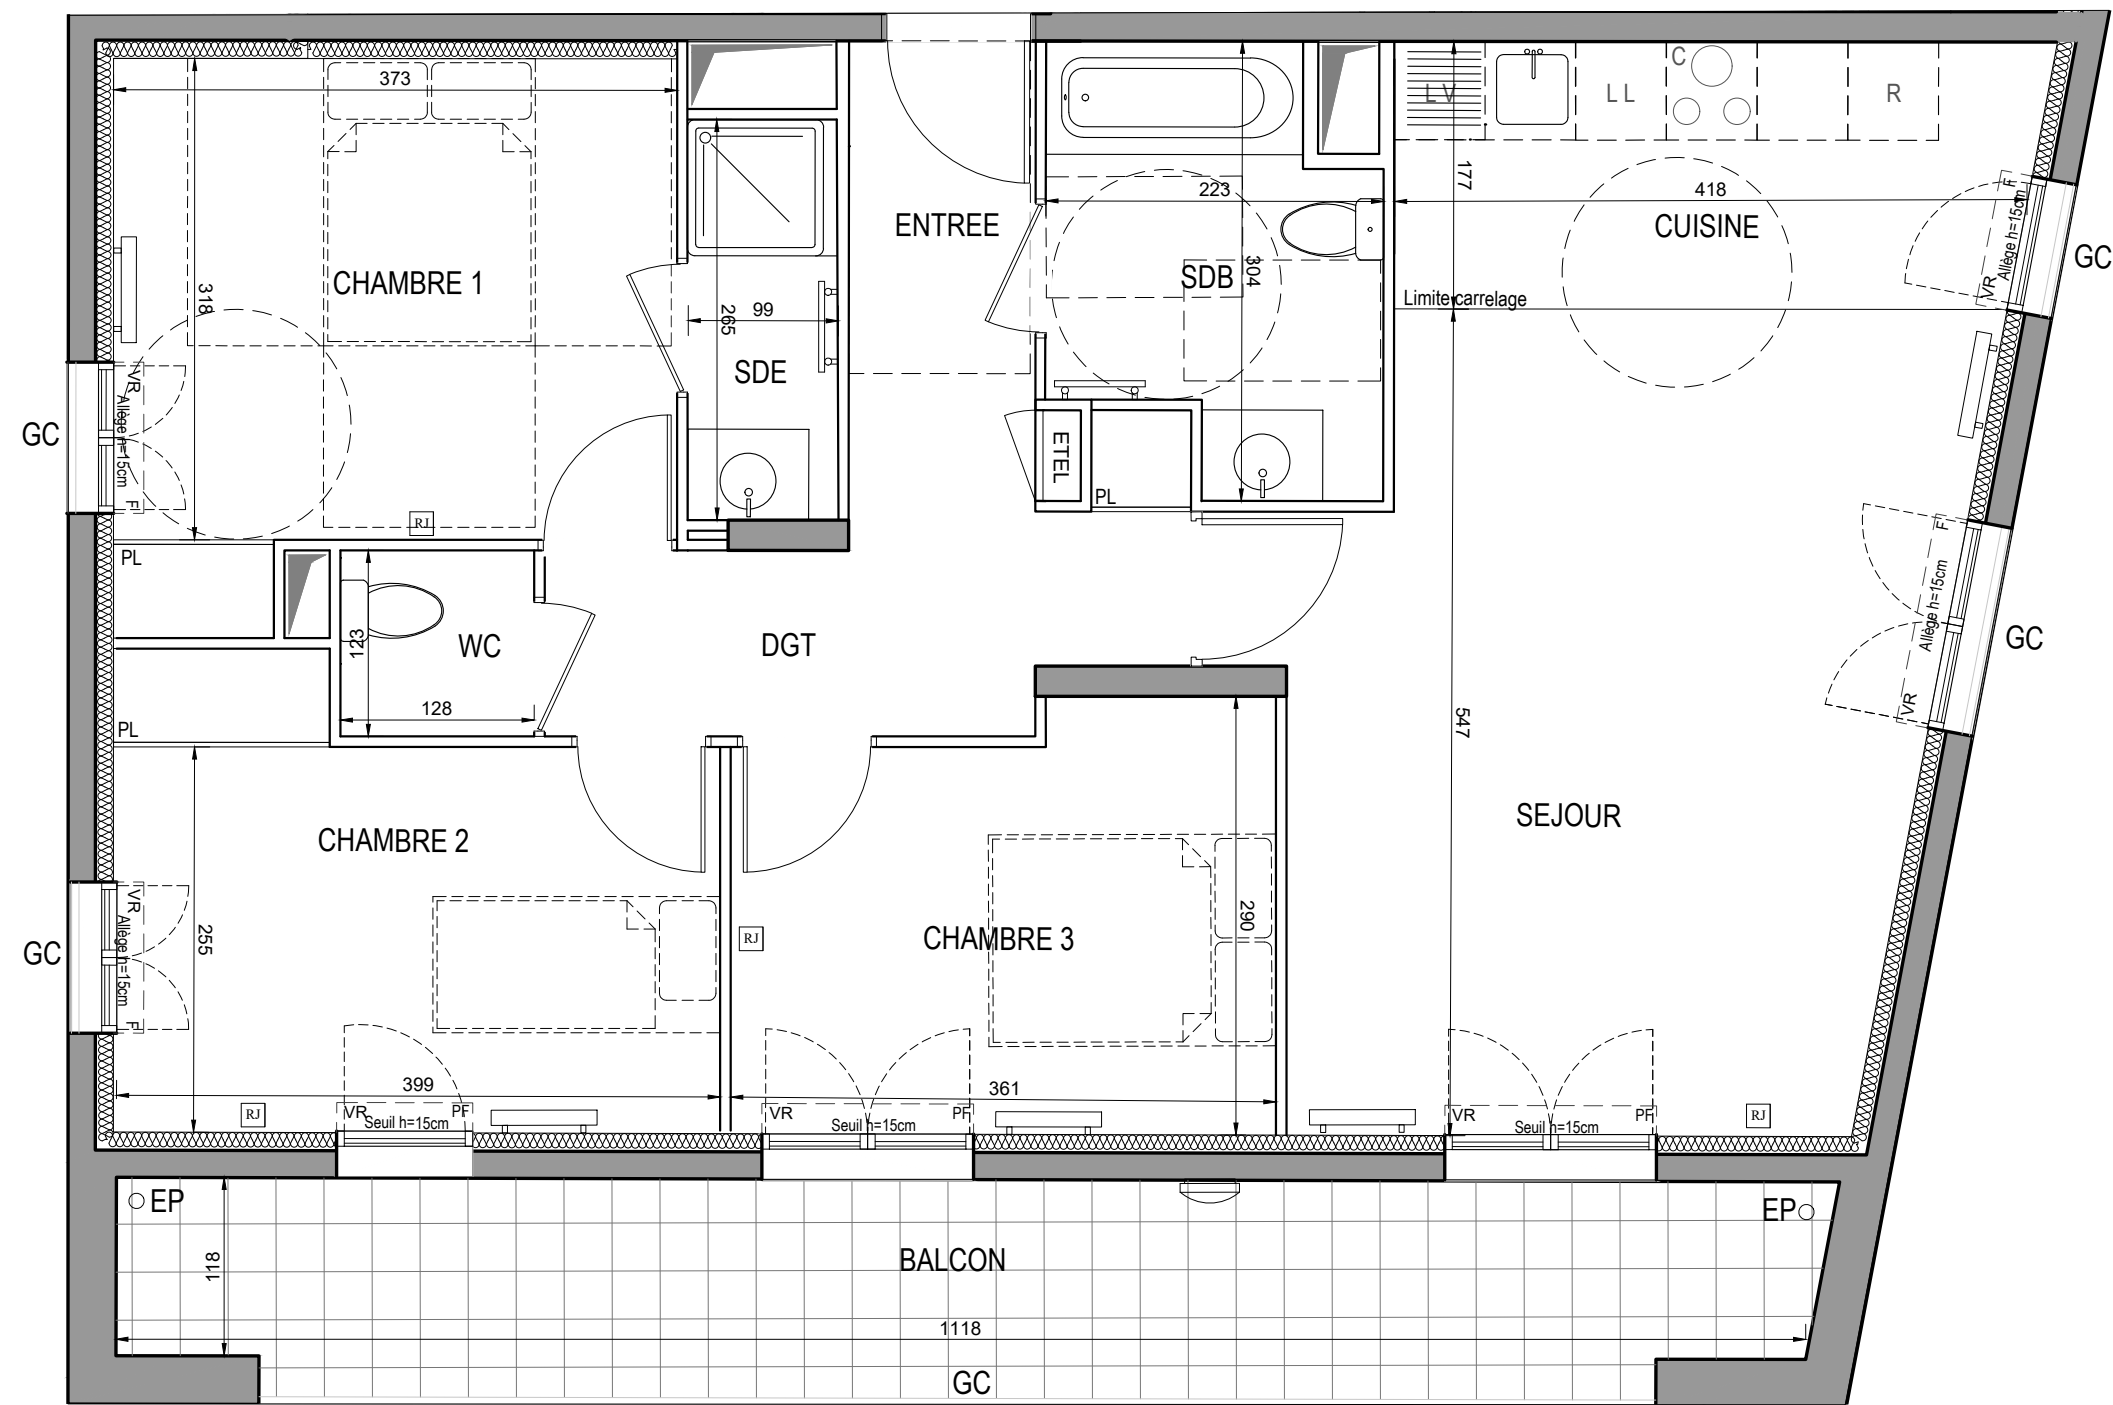 373
C
L V
L L
R
177
223
418
ENTREE
CUISINE
F
Allège h=15cm
VR
GC
CHAMBRE 1
318
265
99
SDB
304
Limite carrelage
SDE
VR
Allège h=15cm
F
GC
ETEL
PL
RJ
F
Allège h=15cm
VR
GC
PL
123
WC
DGT
128
PL
547
SEJOUR
CHAMBRE 2
VR
Allège h=15cm
F
GC
255
RJ
CHAMBRE 3
290
399
361
RJ
VR
PF
Seuil h=15cm
VR
PF
Seuil h=15cm
VR
PF
Seuil h=15cm
RJ
EP
EP
118
BALCON
1118
GC